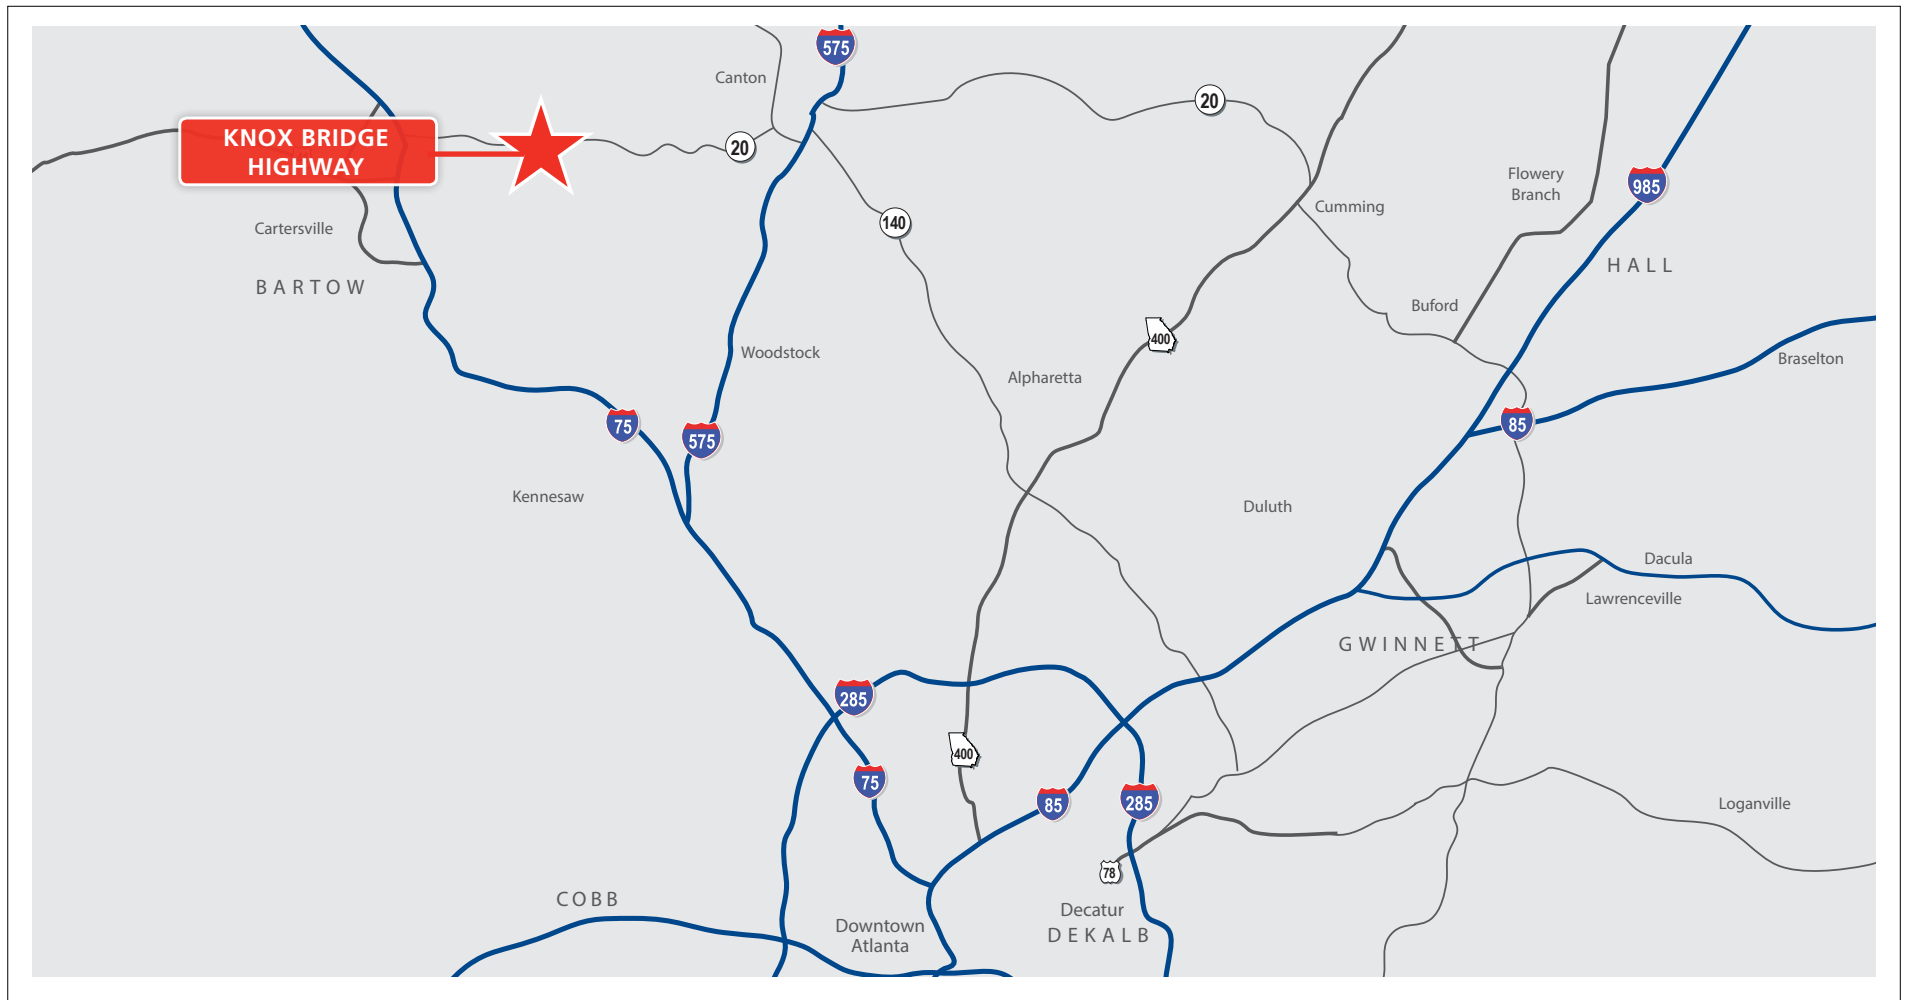 575
Canton
20
KNOX BRIDGE
HIGHWAY
20
Flowery
Branch
985
140
Cumming
Cartersville
HALL
BARTOW
Buford
400
Woodstock
Braselton
Alpharetta
75
575
85
Kennesaw
Duluth
Dacula
Lawrenceville
GWINNETT
285
400
75
85
285
Loganville
78
COBB
Decatur
Downtown
Atlanta
DEKALB